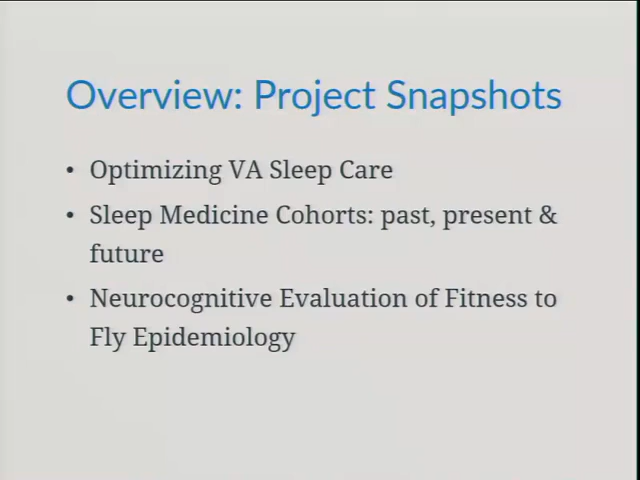 Overview: Project Snapshots
• Optimizing VA Sleep Care
• Sleep Medicine Cohorts: past, present &
future
• Neurocognitive Evaluation of Fitness to
Fly Epidemiology